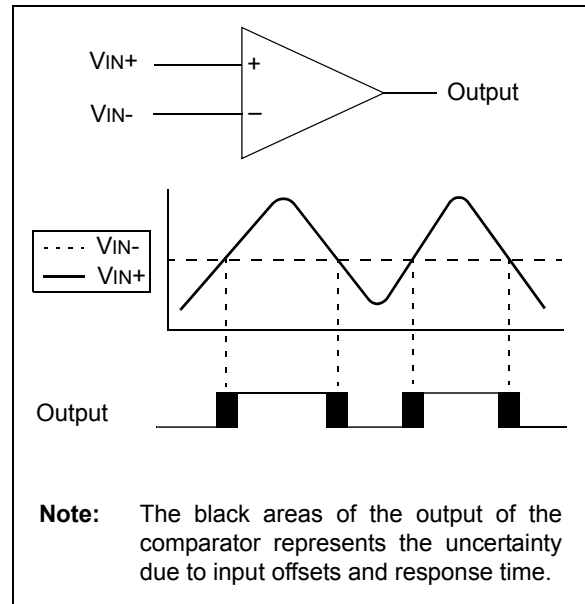 VIN+
+
Output
VIN-
–
VIN-
VIN+
Output
Note: The black areas of the output of the
comparator represents the uncertainty
due to input offsets and response time.